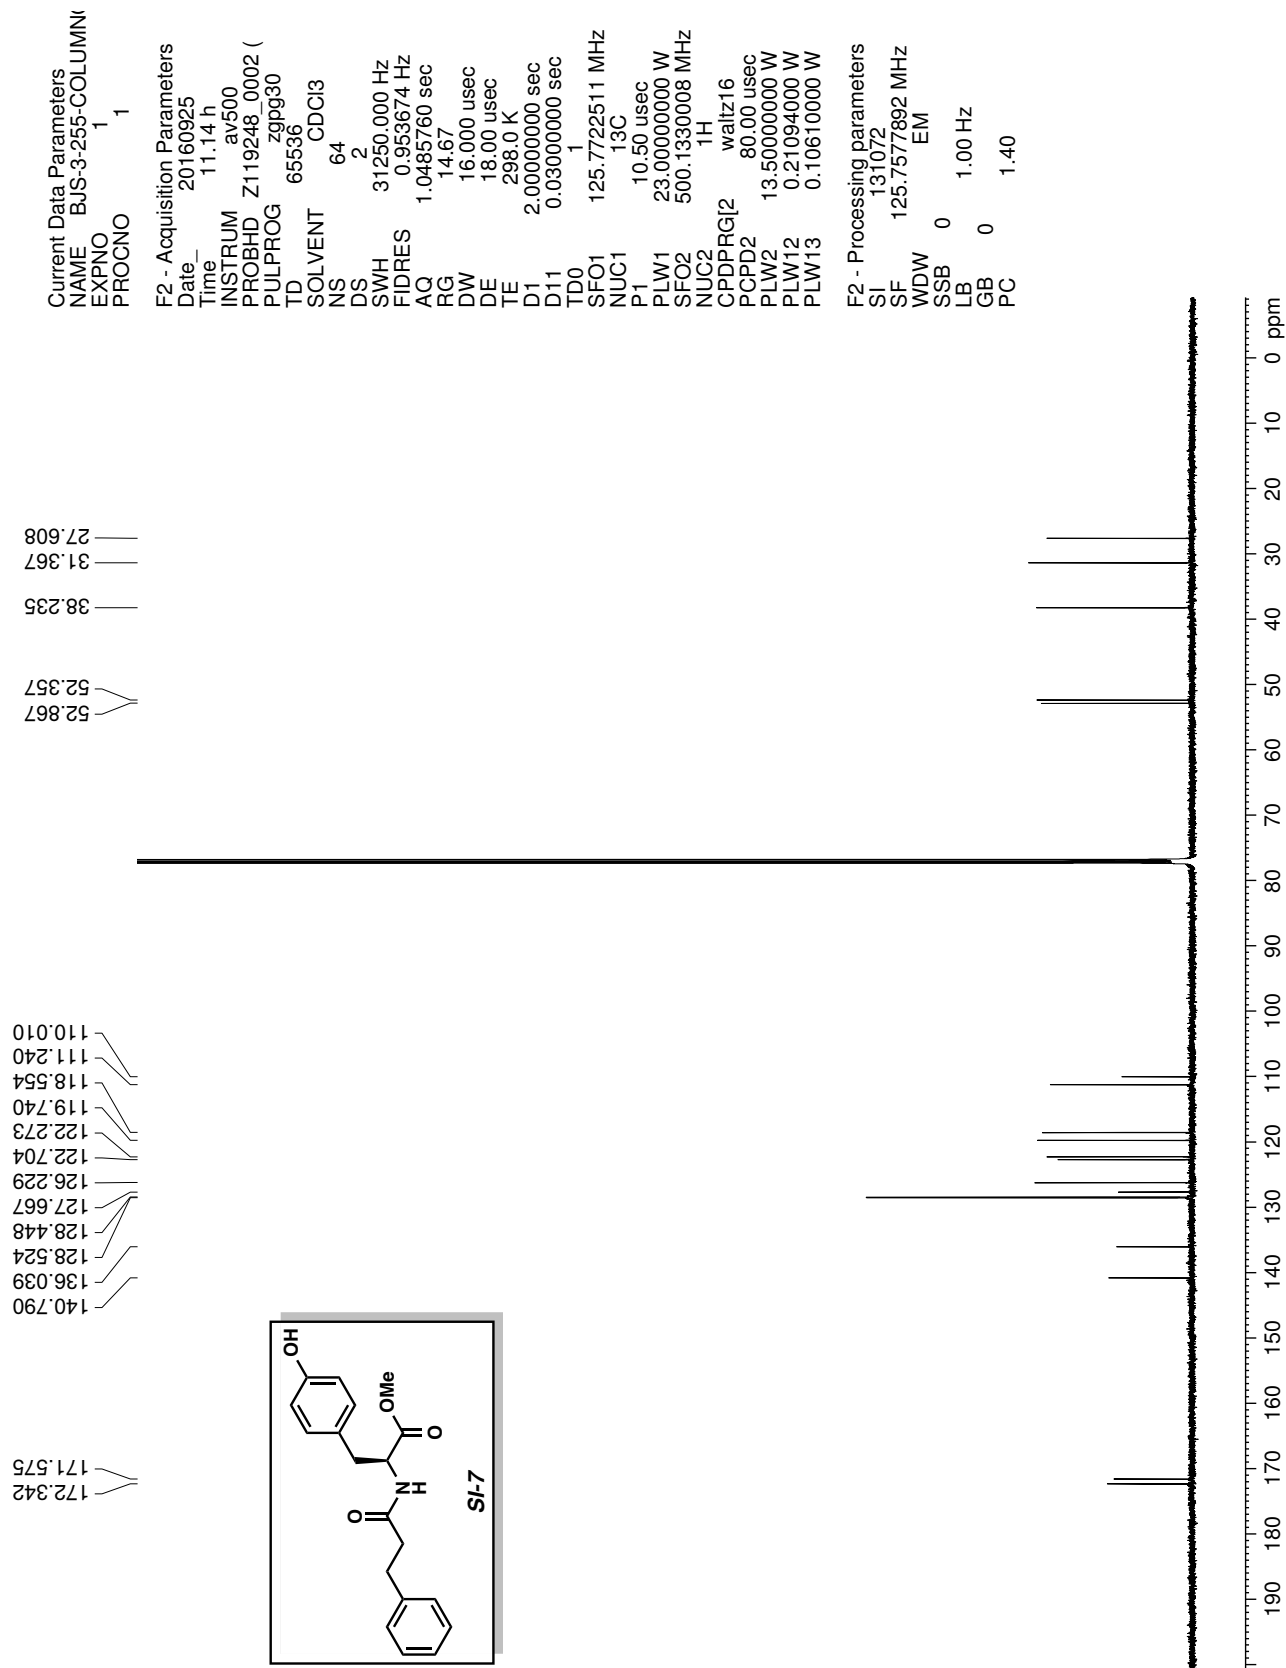 Current Data Parameters
NAME BJS-3-255-COLUMN(
EXPNO 1
PROCNO 1
F2 - Acquisition Parameters
Date_ 20160925
Time 11.14 h
INSTRUM av500
PROBHD Z119248_0002 (
PULPROG zgpg30
TD 65536
SOLVENT CDCl3
NS 64
DS 2
SWH 31250.000 Hz
FIDRES 0.953674 Hz
AQ 1.0485760 sec
RG 14.67
DW 16.000 usec
DE 18.00 usec
TE 298.0 K
D1 2.00000000 sec
D11 0.03000000 sec
TD0 1
SFO1 125.7722511 MHz
NUC1 13C
P1 10.50 usec
PLW1 23.00000000 W
SFO2 500.1330008 MHz
NUC2 1H
CPDPRG[2 waltz16
PCPD2 80.00 usec
PLW2 13.50000000 W
PLW12 0.21094000 W
PLW13 0.10610000 W
F2 - Processing parameters
SI 131072
SF 125.7577892 MHz
WDW EM
SSB 0
LB 1.00 Hz
GB 0
PC 1.40
172.342
171.575
140.790
136.039
128.524
128.448
127.667
126.229
122.704
122.273
119.740
118.554
111.240
110.010
52.867
52.357
38.235
31.367
27.608
OH
O
N
H
OMe
O
SI-7
190 180 170 160 150 140 130 120 110 100 90 80 70 60 50 40 30 20 10 0 ppm